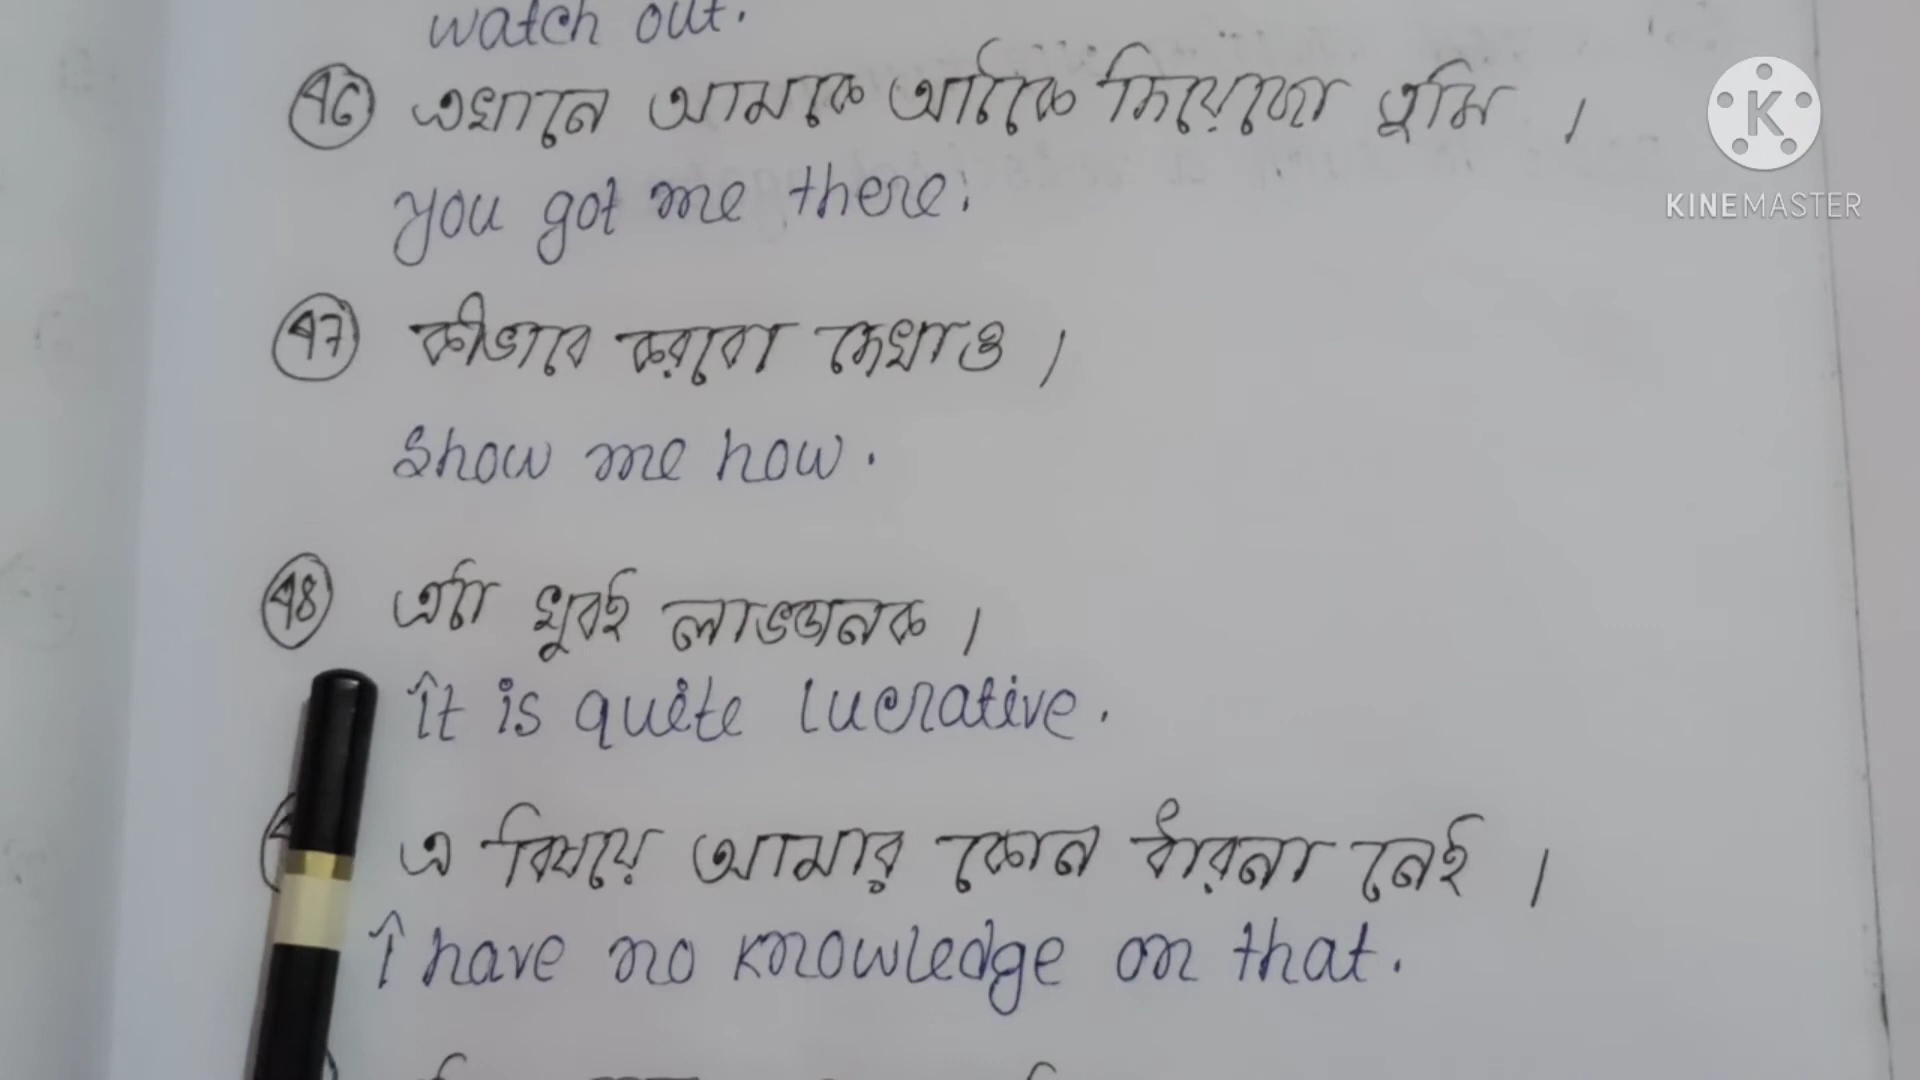 watch out.
46 এখানে আমাকে আটকে দিয়েছো তুমি ।
K
you got me there.
KINEMASTER
47 কীভাবে করবো দেখাও ।
Show me how.
48 এটা খুবই লাভজনক ।
It is quite lucrative.
এ বিষয়ে আমার কোন ধারনা নেই ।
I have no knowledge on that.